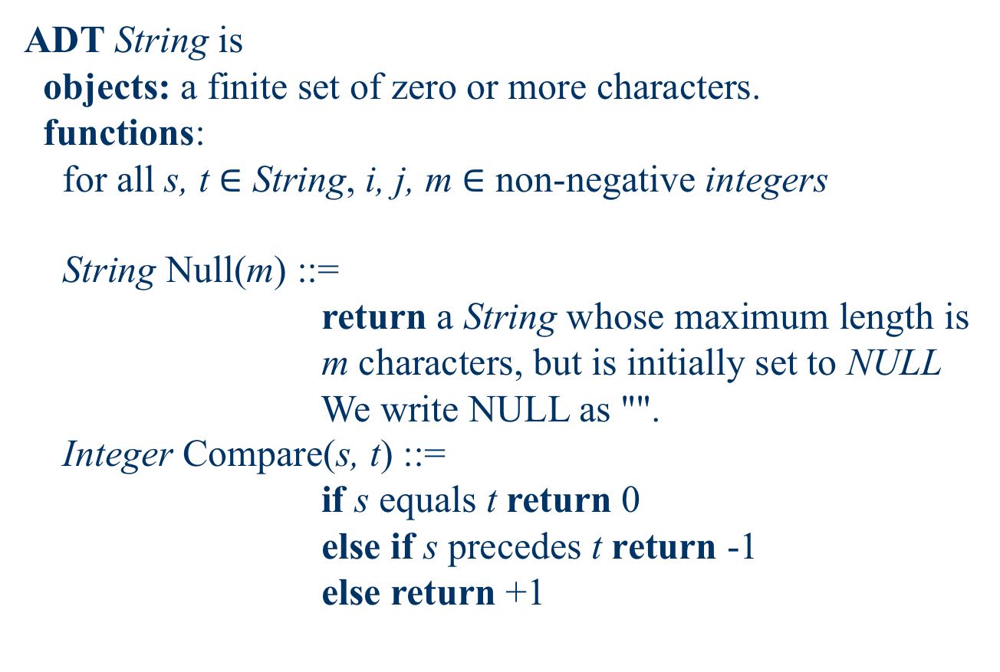 ADT String is
objects: a finite set of zero or more characters.
functions:
for all s, t ∈ String, i, j, m ∈ non-negative integers
String Null(m) ::=
return a String whose maximum length is
m characters, but is initially set to NULL
We write NULL as "".
Integer Compare(s, t) ::=
if s equals t return 0
else if s precedes t return -1
else return +1